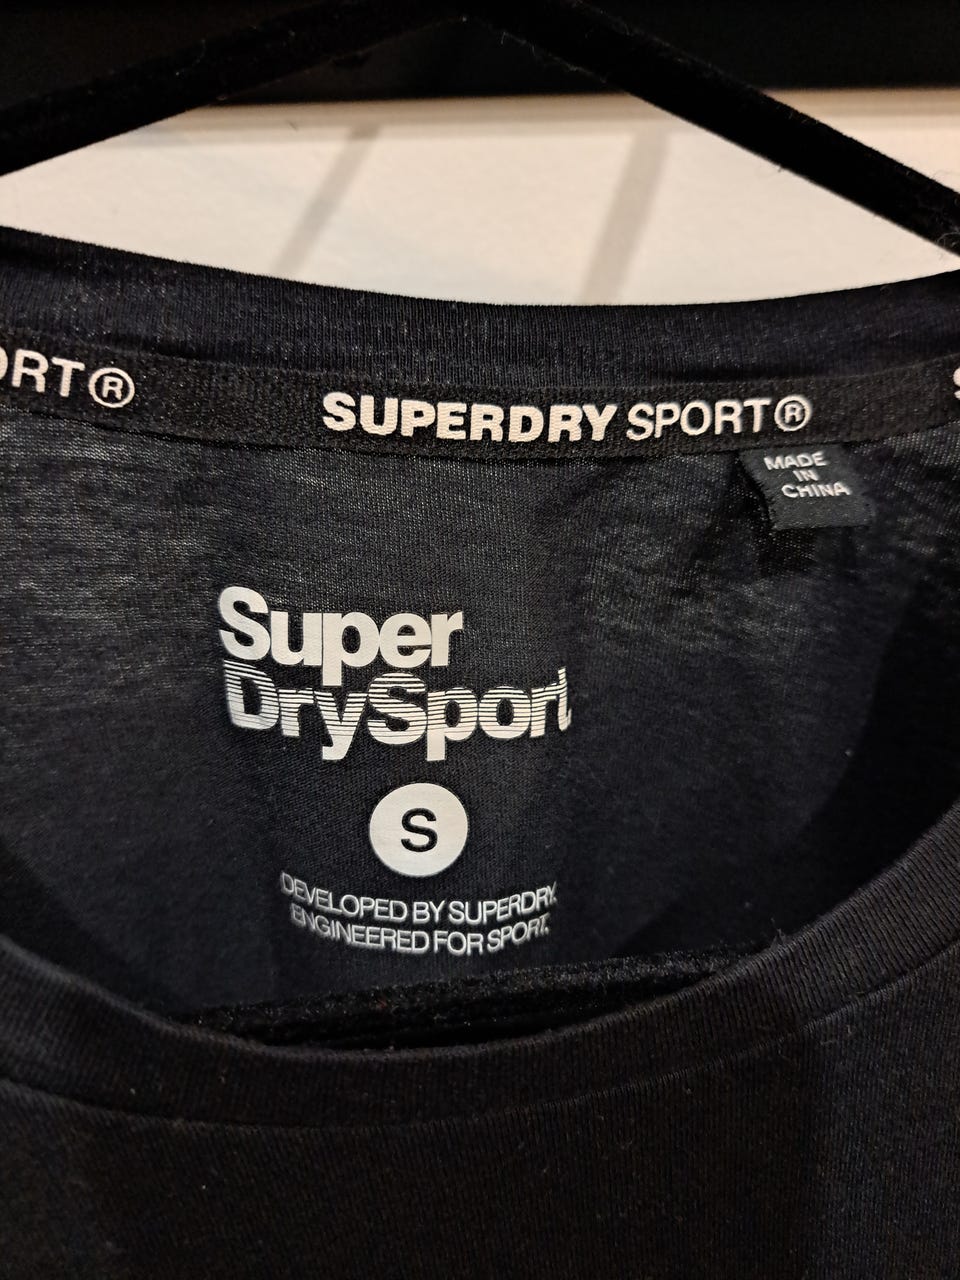 ORT®
SUPERDRY SPORT®
S
MADE
IN
CHINA
Super
DrySport
S
DEVELOPED BY SUPERDRY.
ENGINEERED FOR SPORT.